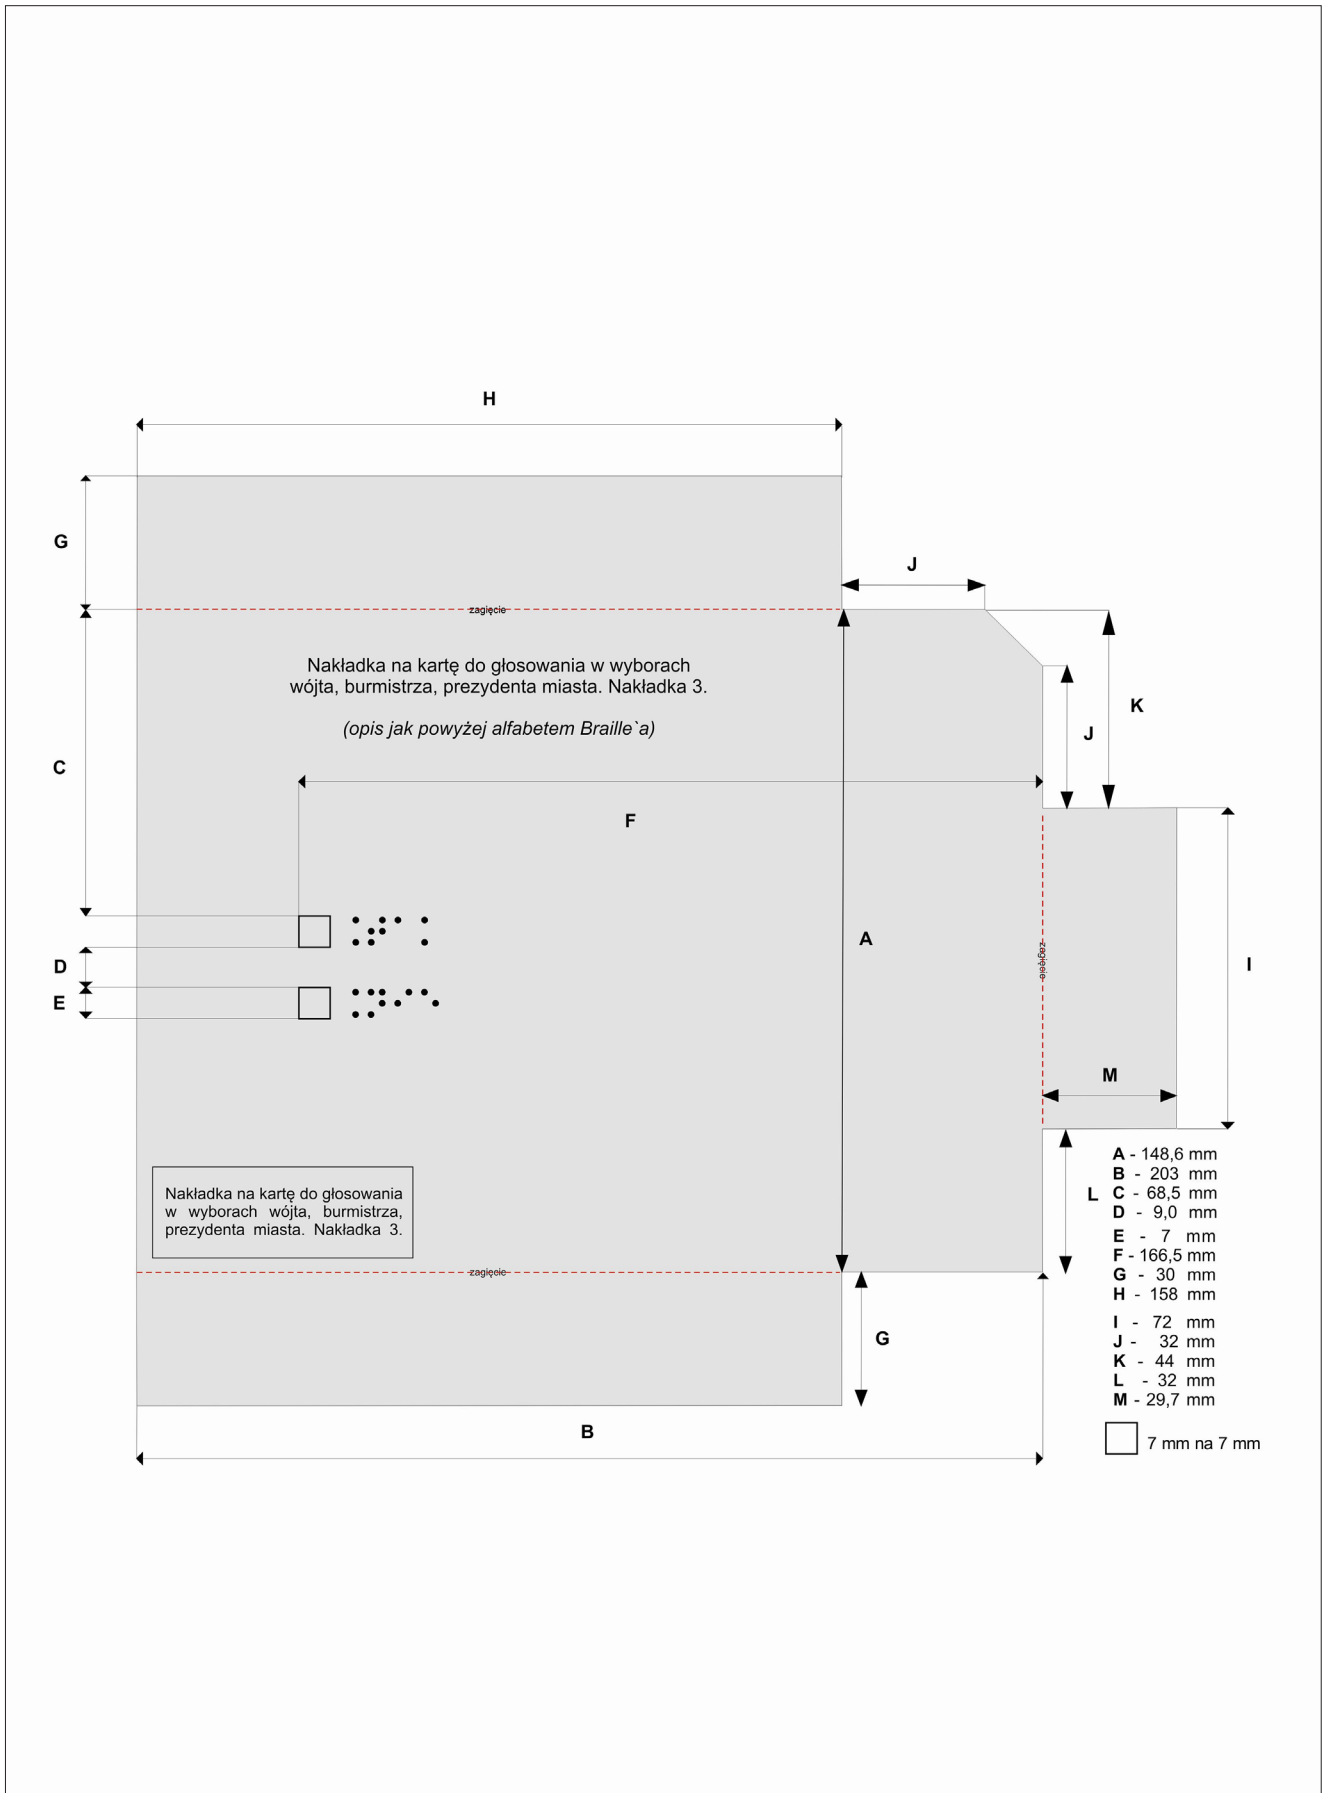 H
G
J
zagięcie
Nakładka na kartę do głosowania w wyborach
wójta, burmistrza, prezydenta miasta. Nakładka 3.
(opis jak powyżej alfabetem Braille`a)
K
J
C
F
A
zagięcie
I
D
E
⠅⠗⠁⠀⠅
⠅⠝⠊⠑
M
Nakładka na kartę do głosowania
w wyborach wójta, burmistrza,
prezydenta miasta. Nakładka 3.
zagięcie
L
G
B
A - 148,6 mm
B - 203 mm
C - 68,5 mm
D - 9,0 mm
E - 7 mm
F - 166,5 mm
G - 30 mm
H - 158 mm
I - 72 mm
J - 32 mm
K - 44 mm
L - 32 mm
M - 29,7 mm
7 mm na 7 mm